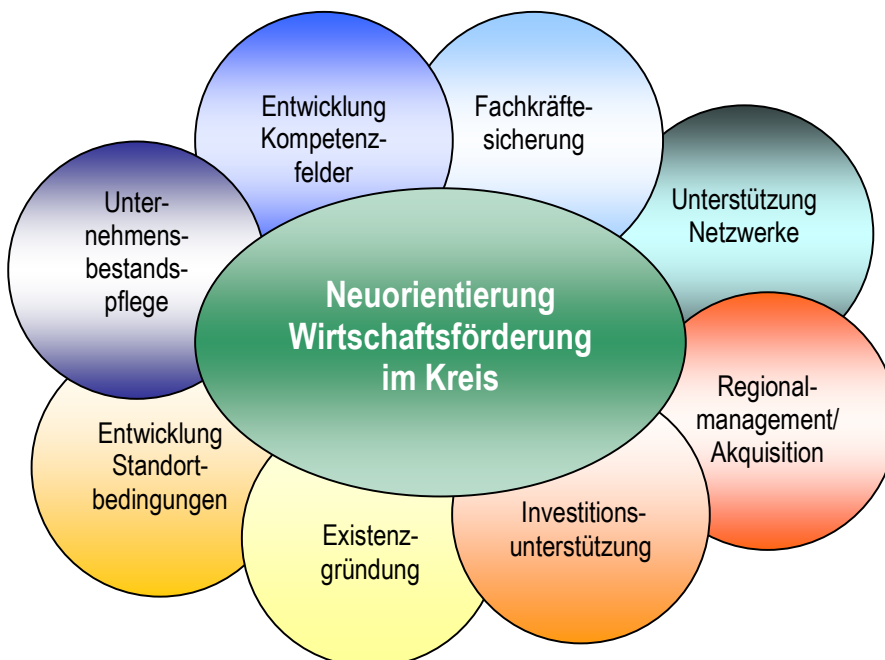 Entwicklung
Kompetenz-
felder
Fachkräfte-
sicherung
Unter-
nehmens-
bestands-
pflege
Unterstützung
Netzwerke
Neuorientierung
Wirtschaftsförderung
im Kreis
Regional-
management/
Akquisition
Entwicklung
Standort-
bedingungen
Existenz-
gründung
Investitions-
unterstützung